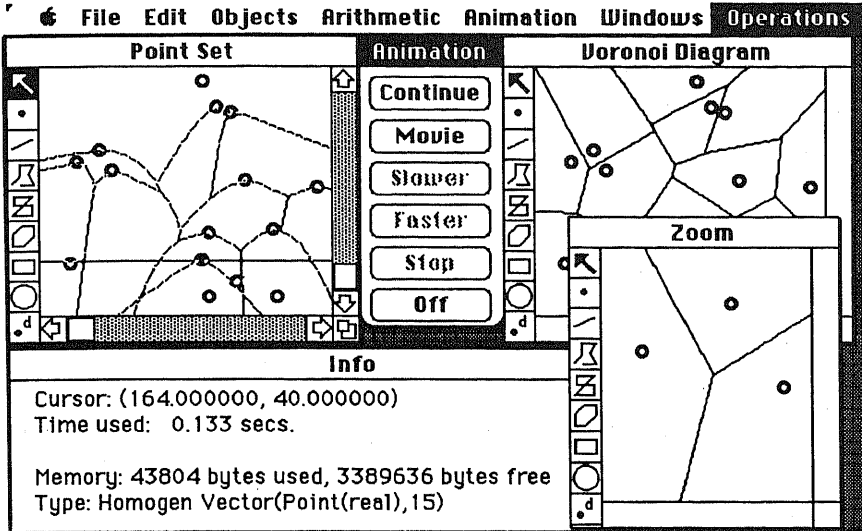 File Edit Objects Arithmetic Animation Windows Operations
Point Set
Animation
Voronoi Diagram
Continue
Movie
Slower
Faster
Stop
Off
d
d
Zoom
d
Info
Cursor: (164.000000, 40.000000)
Time used: 0.133 secs.
Memory: 43804 bytes used, 3389636 bytes free
Type: Homogen Vector(Point(real),15)